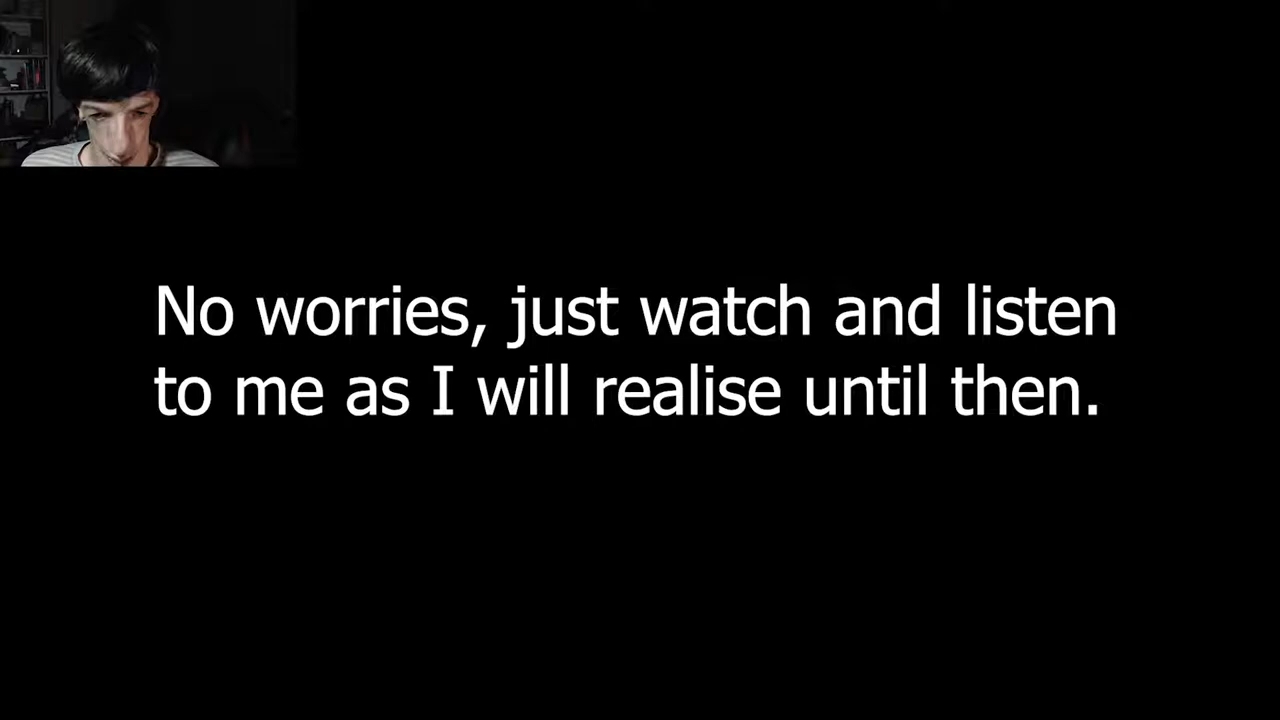 No worries, just watch and listen
to me as I will realise until then.